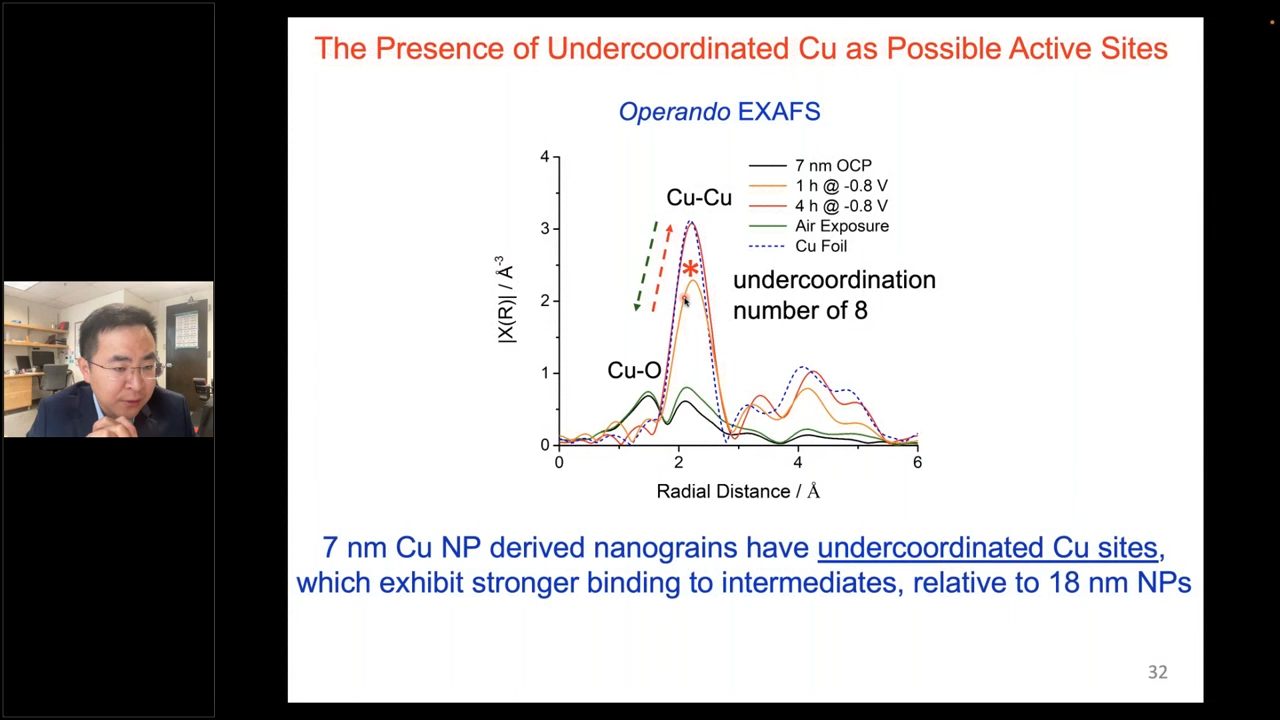 The Presence of Undercoordinated Cu as Possible Active Sites
Operando EXAFS
4
3
2
1
0
0
2
4
6
|X(R)| / Å-3
Radial Distance / Å
Cu-Cu
Cu-O
*
7 nm OCP
1 h @ -0.8 V
4 h @ -0.8 V
Air Exposure
Cu Foil
undercoordination
number of 8
7 nm Cu NP derived nanograins have undercoordinated Cu sites,
which exhibit stronger binding to intermediates, relative to 18 nm NPs
32